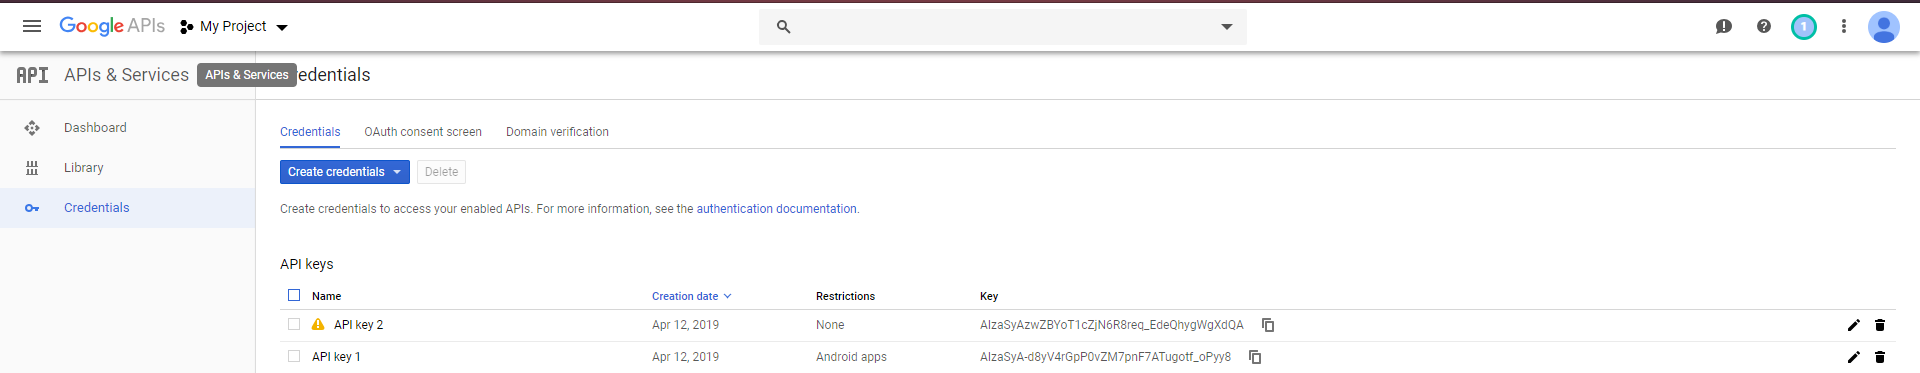 Google APIs
My Project
1
API APIs & Services
APIs & Services
redentials
Dashboard
Library
Credentials
Credentials OAuth consent screen Domain verification
Create credentials Delete
Create credentials to access your enabled APIs. For more information, see the authentication documentation.
API keys
Name Creation date Restrictions Key
API key 2 Apr 12, 2019 None AIzaSyAzwZBYoT1cZjN6R8req_EdeQhygWgXdQA
API key 1 Apr 12, 2019 Android apps AIzaSyA-d8yV4rGpP0vZM7pnF7ATugotf_oPyy8